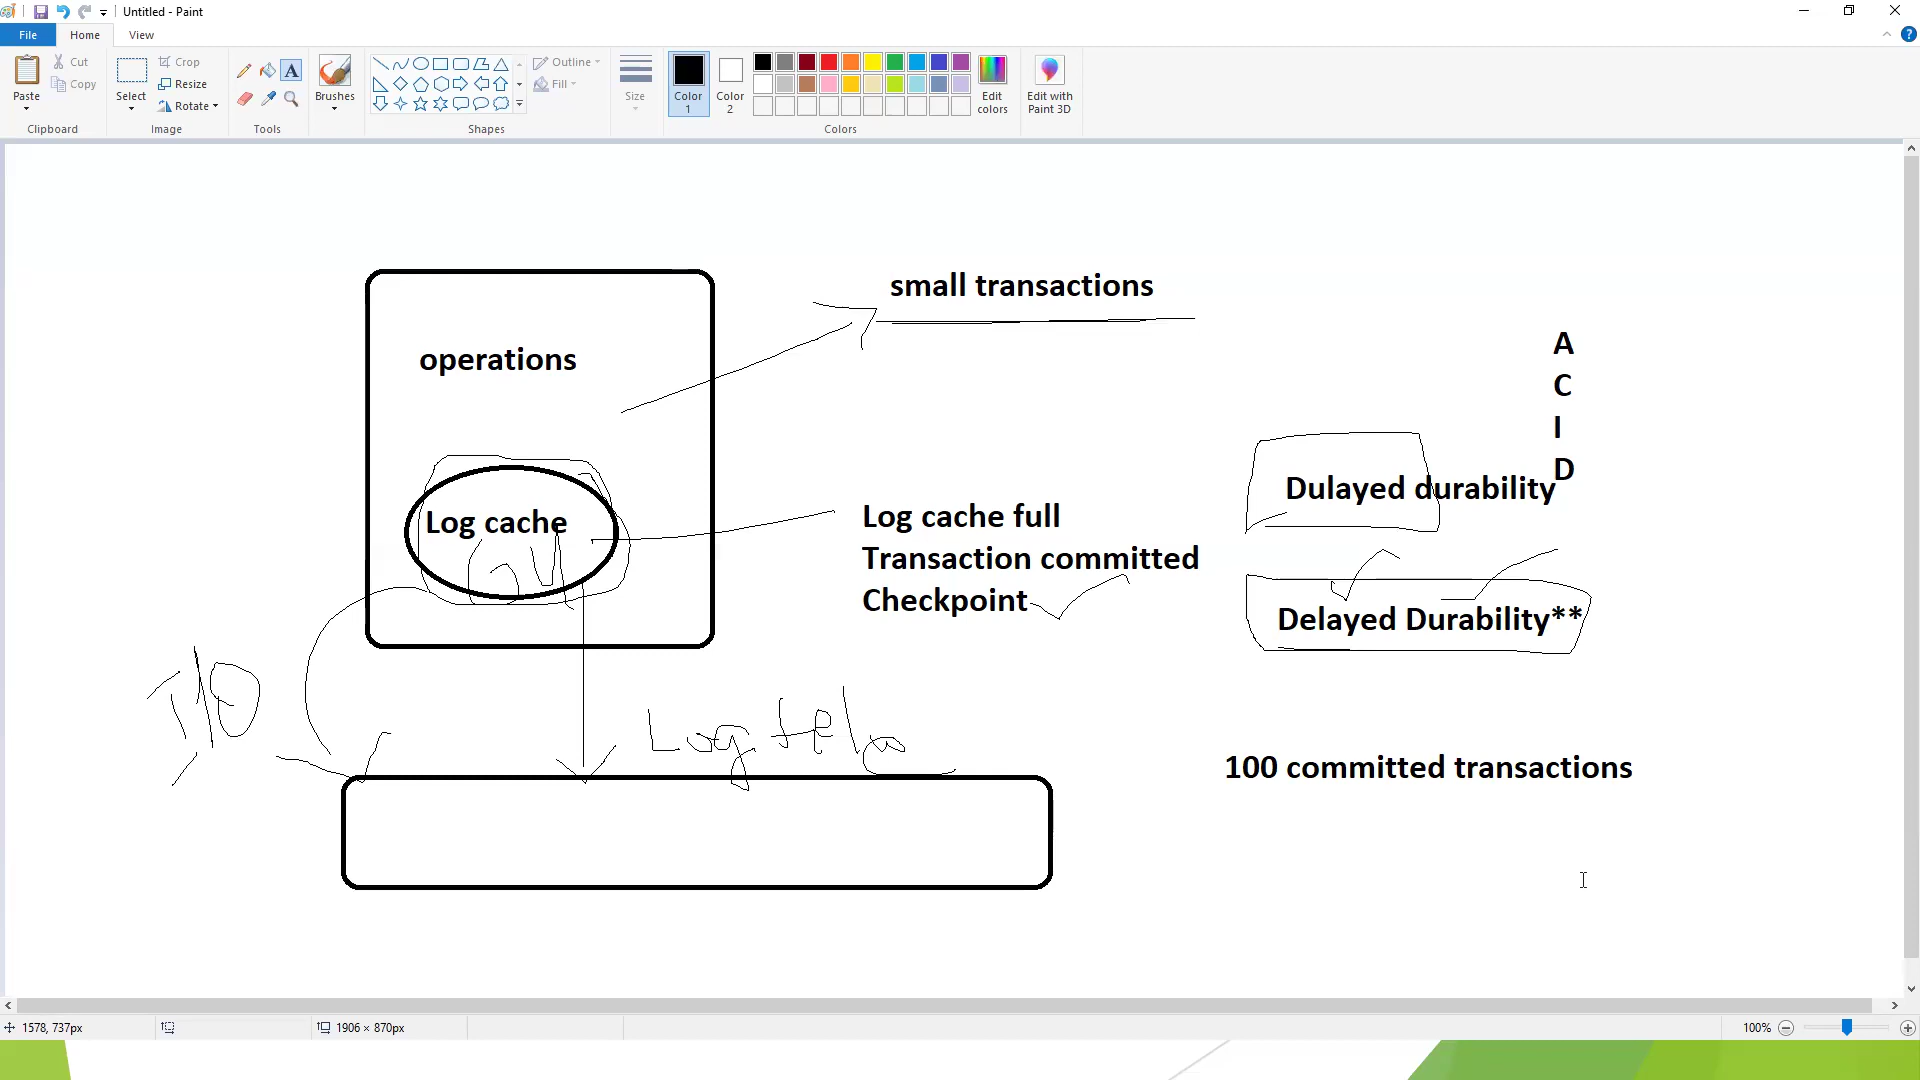 Untitled - Paint
File
Home
View
Paste
Cut
Copy
Clipboard
Select
Crop
Resize
Rotate
Image
A
Tools
Brushes
Shapes
Outline
Fill
Size
Color 1
Color 2
Colors
Edit colors
Edit with Paint 3D
small transactions
operations
A
C
I
D
Dulayed durability
Log cache
Log cache full
Transaction committed
Checkpoint
Delayed Durability**
I/O
Log
100 committed transactions
1578, 737px
1906 × 870px
100%